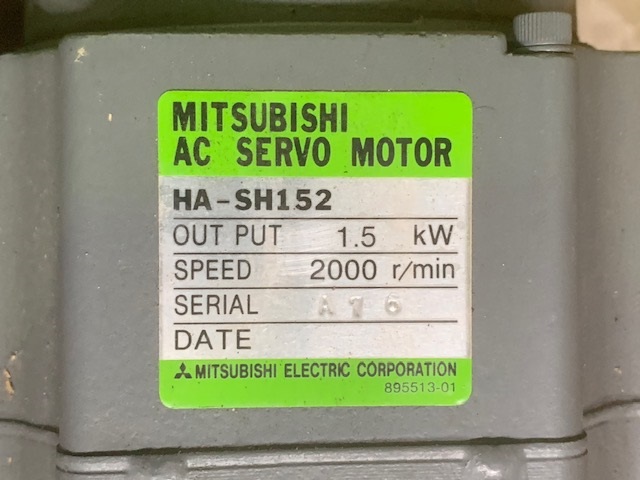 MITSUBISHI
AC SERVO MOTOR
HA-SH152
OUT PUT 1.5 kW
SPEED 2000 r/min
SERIAL A76
DATE
MITSUBISHI ELECTRIC CORPORATION
895513-01